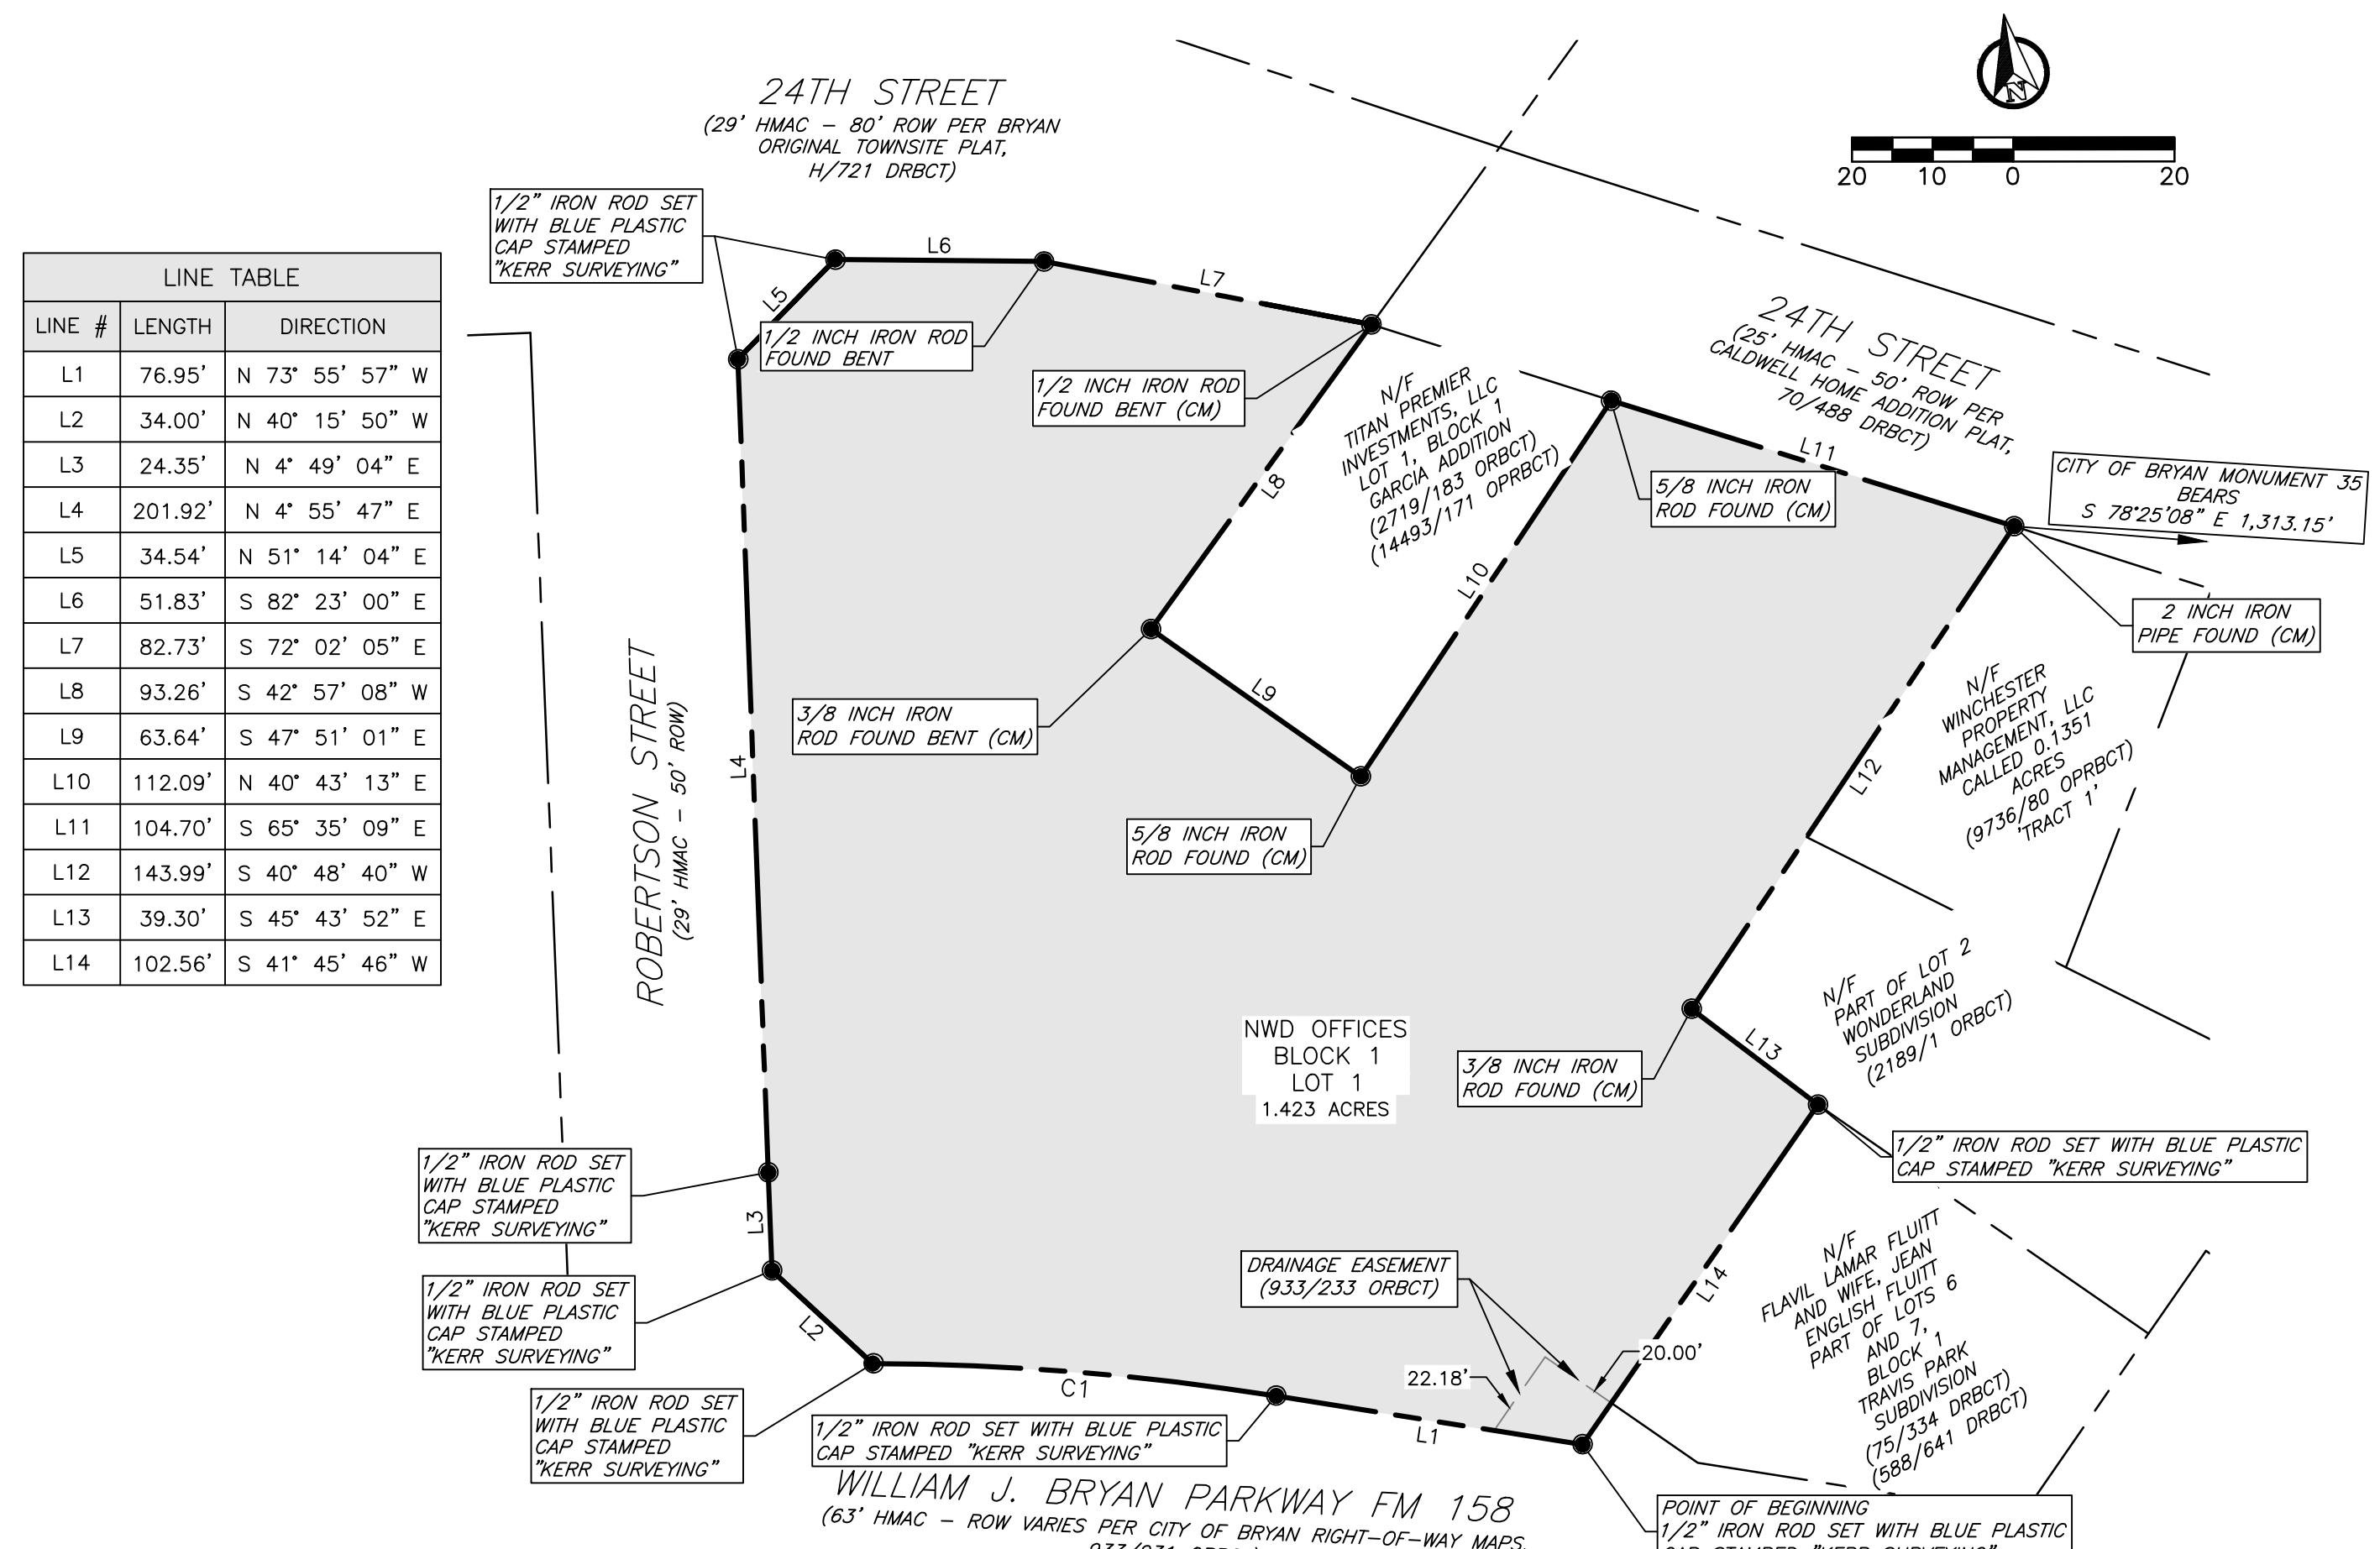 24TH STREET
(29' HMAC – 80' ROW PER BRYAN
ORIGINAL TOWNSITE PLAT,
H/721 DRBCT)
N
20 10 0 20
1/2" IRON ROD SET
WITH BLUE PLASTIC
CAP STAMPED
"KERR SURVEYING"
L6
L7
L5
1/2 INCH IRON ROD
FOUND BENT
1/2 INCH IRON ROD
FOUND BENT (CM)
LINE TABLE
LINE # LENGTH DIRECTION
L1 76.95' N 73° 55' 57" W
L2 34.00' N 40° 15' 50" W
L3 24.35' N 4° 49' 04" E
L4 201.92' N 4° 55' 47" E
L5 34.54' N 51° 14' 04" E
L6 51.83' S 82° 23' 00" E
L7 82.73' S 72° 02' 05" E
L8 93.26' S 42° 57' 08" W
L9 63.64' S 47° 51' 01" E
L10 112.09' N 40° 43' 13" E
L11 104.70' S 65° 35' 09" E
L12 143.99' S 40° 48' 40" W
L13 39.30' S 45° 43' 52" E
L14 102.56' S 41° 45' 46" W
24TH STREET
(25' HMAC – 50' ROW PER
CALDWELL HOME ADDITION PLAT,
70/488 DRBCT)
N/F
TITAN PREMIER
INVESTMENTS, LLC
LOT 1, BLOCK 1
GARCIA ADDITION
(2719/183 ORBCT)
(14493/171 OPRBCT)
L8
L10
L11
5/8 INCH IRON
ROD FOUND (CM)
CITY OF BRYAN MONUMENT 35
BEARS
S 78°25'08" E 1,313.15'
2 INCH IRON
PIPE FOUND (CM)
ROBERTSON STREET
(29' HMAC – 50' ROW)
L4
L9
3/8 INCH IRON
ROD FOUND BENT (CM)
5/8 INCH IRON
ROD FOUND (CM)
L12
N/F
WINCHESTER
PROPERTY
MANAGEMENT, LLC
CALLED 0.1351
ACRES
(9736/80 OPRBCT)
'TRACT 1'
N/F
PART OF LOT 2
WONDERLAND
SUBDIVISION
(2189/1 ORBCT)
NWD OFFICES
BLOCK 1
LOT 1
1.423 ACRES
3/8 INCH IRON
ROD FOUND (CM)
L13
1/2" IRON ROD SET WITH BLUE PLASTIC
CAP STAMPED "KERR SURVEYING"
1/2" IRON ROD SET
WITH BLUE PLASTIC
CAP STAMPED
"KERR SURVEYING"
L3
1/2" IRON ROD SET
WITH BLUE PLASTIC
CAP STAMPED
"KERR SURVEYING"
L2
DRAINAGE EASEMENT
(933/233 ORBCT)
L14
22.18'
20.00'
N/F
FLAVIL LAMAR FLUITT
AND WIFE, JEAN
ENGLISH FLUITT
PART OF LOTS 6
AND 7,
BLOCK 1
TRAVIS PARK
SUBDIVISION
(75/334 DRBCT)
(588/641 DRBCT)
1/2" IRON ROD SET
WITH BLUE PLASTIC
CAP STAMPED
"KERR SURVEYING"
C1
1/2" IRON ROD SET WITH BLUE PLASTIC
CAP STAMPED "KERR SURVEYING"
L1
WILLIAM J. BRYAN PARKWAY FM 158
(63' HMAC – ROW VARIES PER CITY OF BRYAN RIGHT–OF–WAY MAPS,
POINT OF BEGINNING
1/2" IRON ROD SET WITH BLUE PLASTIC
CAP STAMPED "KERR SURVEYING"